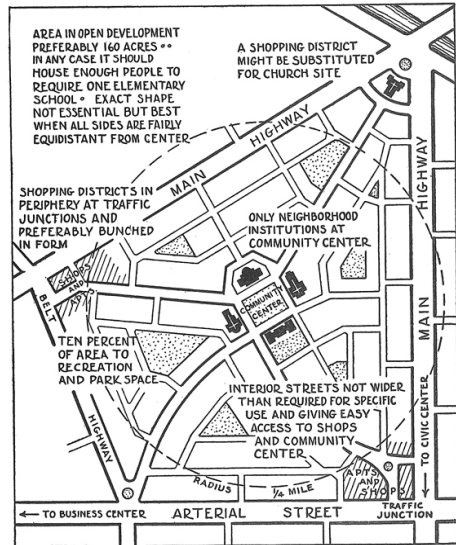 AREA IN OPEN DEVELOPMENT
PREFERABLY 160 ACRES • •
IN ANY CASE IT SHOULD
HOUSE ENOUGH PEOPLE TO
REQUIRE ONE ELEMENTARY
SCHOOL • EXACT SHAPE
NOT ESSENTIAL BUT BEST
WHEN ALL SIDES ARE FAIRLY
EQUIDISTANT FROM CENTER
A SHOPPING DISTRICT
MIGHT BE SUBSTITUTED
FOR CHURCH SITE
MAIN HIGHWAY
HIGHWAY
MAIN
SHOPPING DISTRICTS IN
PERIPHERY AT TRAFFIC
JUNCTIONS AND
PREFERABLY BUNCHED
IN FORM
ONLY NEIGHBORHOOD
INSTITUTIONS AT
COMMUNITY CENTER
SHOPS
AND
APTS
BELT
HIGHWAY
COMMUNITY
CENTER
TEN PERCENT
OF AREA TO
RECREATION
AND PARK SPACE
INTERIOR STREETS NOT WIDER
THAN REQUIRED FOR SPECIFIC
USE AND GIVING EASY
ACCESS TO SHOPS
AND COMMUNITY
CENTER
TO CIVIC CENTER
RADIUS
1/4 MILE
APTS
AND
SHOPS
TO BUSINESS CENTER
ARTERIAL STREET
TRAFFIC
JUNCTION